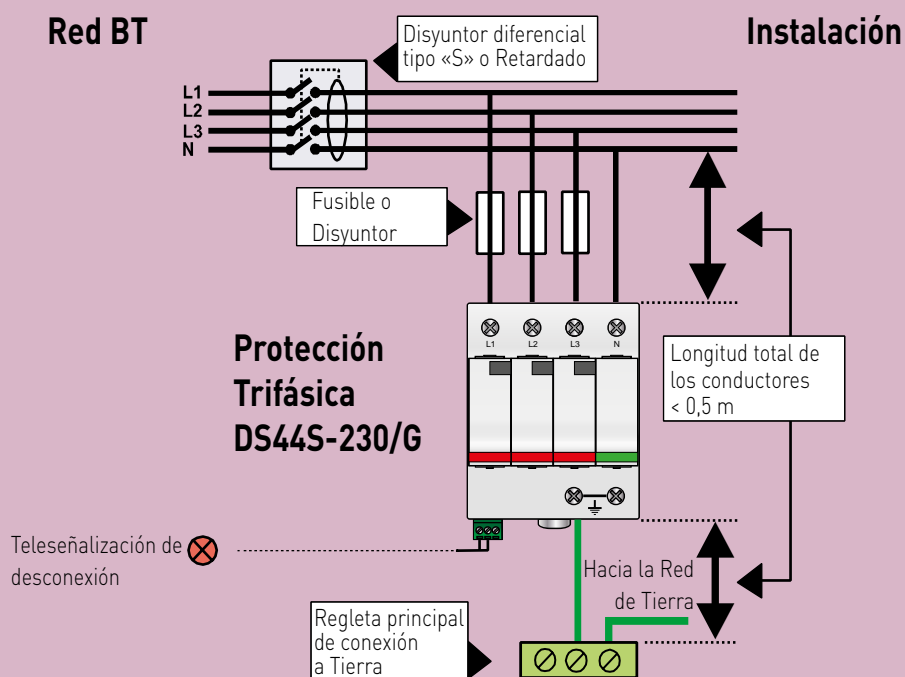 Red BT
Disyuntor diferencial
tipo «S» o Retardado
Instalación
L1
L2
L3
N
Fusible o
Disyuntor
L1 L2 L3 N
Protección
Trifásica
DS44S-230/G
Longitud total de
los conductores
< 0,5 m
Teleseñalización de
desconexión
Hacia la Red
de Tierra
Regleta principal
de conexión
a Tierra